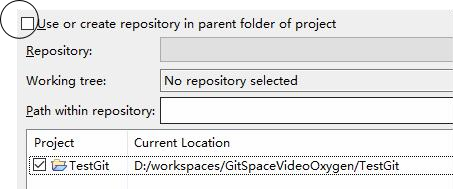 Use or create repository in parent folder of project
Repository:
Working tree: No repository selected
Path within repository:
Project Current Location
TestGit D:/workspaces/GitSpaceVideoOxygen/TestGit